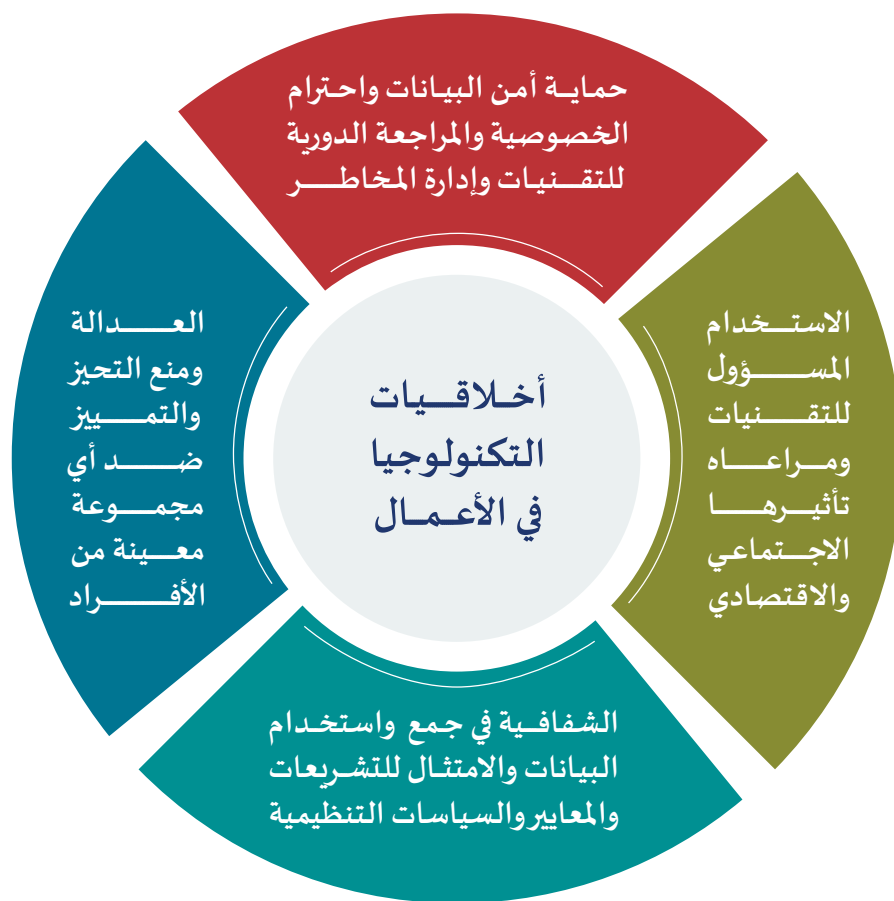 حماية أمن البيانات واحترام
الخصوصية والمراجعة الدورية
للتقنيات وإدارة المخاطر
الاستخدام
المسؤول
للتقنيات
ومراعاه
تأثيرها
الاجتماعي
والاقتصادي
أخلاقيات
التكنولوجيا
في الأعمال
العدالة
ومنع التحيز
والتمييز
ضد أي
مجموعة
معينة من
الأفراد
الشفافية في جمع واستخدام
البيانات والامتثال للتشريعات
والمعايير والسياسات التنظيمية